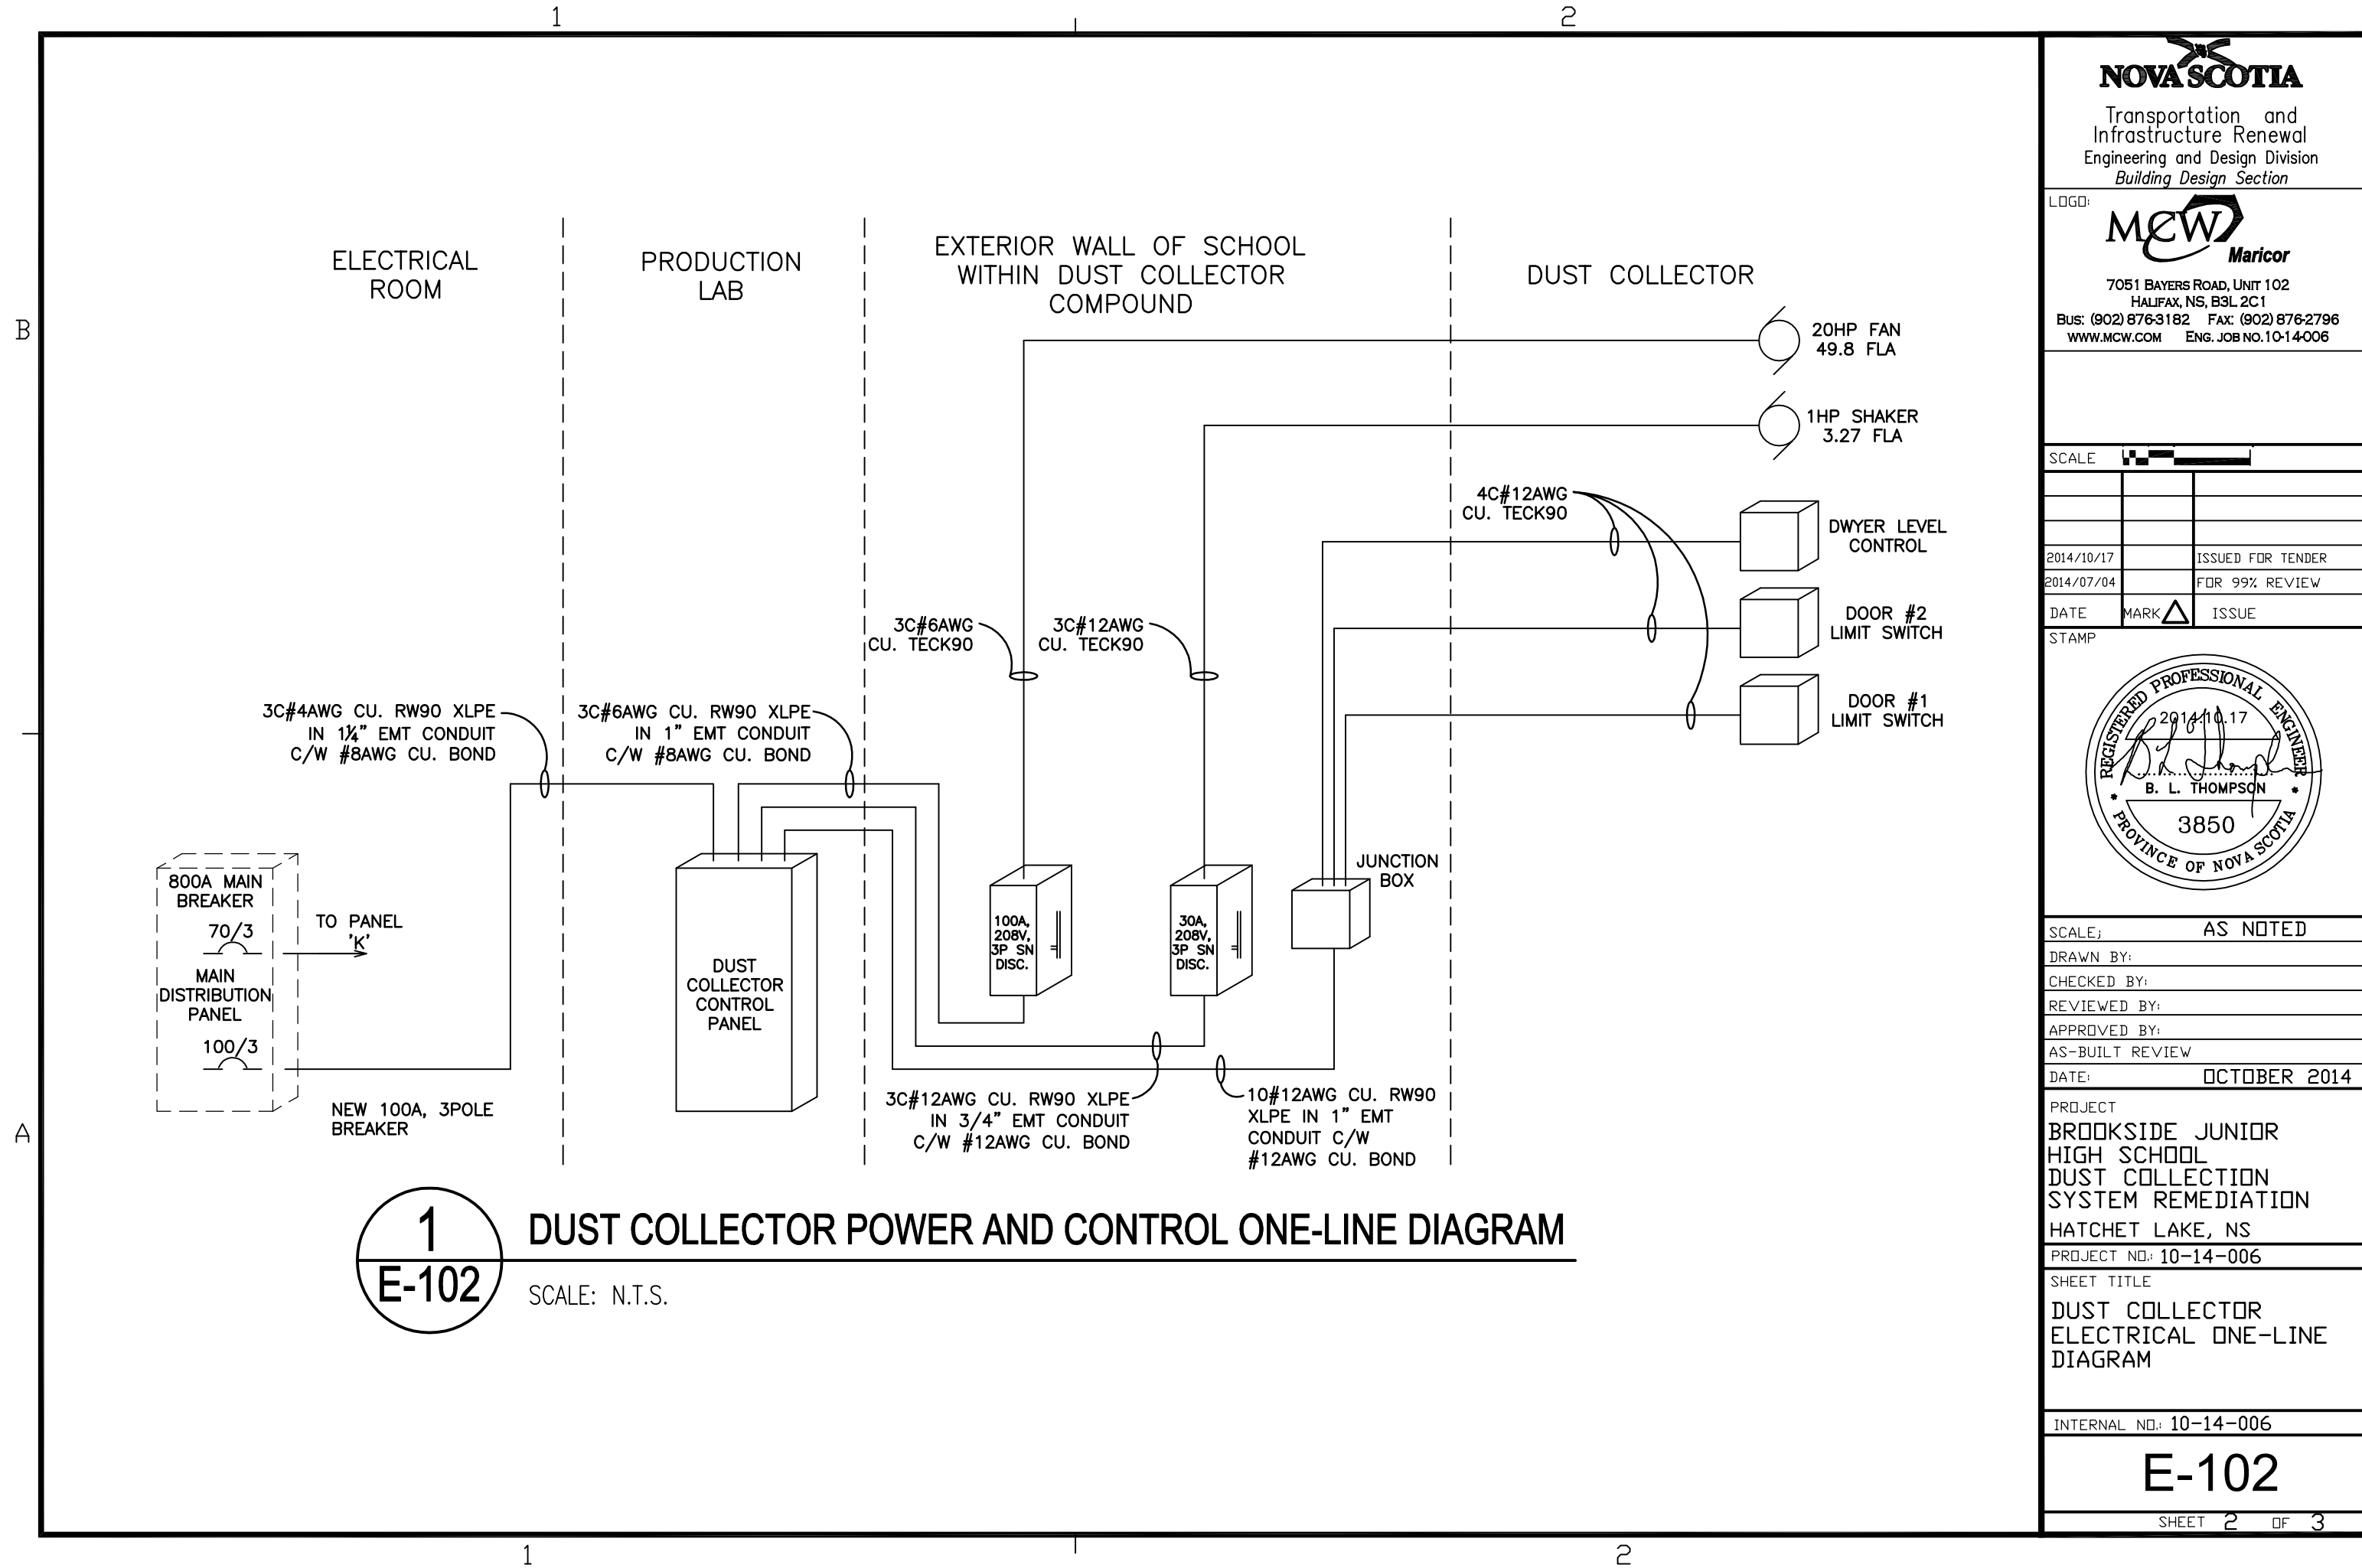 1
2
B
A
1
2
ELECTRICAL
ROOM
PRODUCTION
LAB
EXTERIOR WALL OF SCHOOL
WITHIN DUST COLLECTOR
COMPOUND
DUST COLLECTOR
20HP FAN
49.8 FLA
1HP SHAKER
3.27 FLA
4C#12AWG
CU. TECK90
DWYER LEVEL
CONTROL
DOOR #2
LIMIT SWITCH
DOOR #1
LIMIT SWITCH
3C#6AWG
CU. TECK90
3C#12AWG
CU. TECK90
3C#4AWG CU. RW90 XLPE
IN 1¼" EMT CONDUIT
C/W #8AWG CU. BOND
3C#6AWG CU. RW90 XLPE
IN 1" EMT CONDUIT
C/W #8AWG CU. BOND
800A MAIN
BREAKER
70/3
TO PANEL
'K'
MAIN
DISTRIBUTION
PANEL
100/3
NEW 100A, 3POLE
BREAKER
DUST
COLLECTOR
CONTROL
PANEL
100A,
208V,
3P SN
DISC.
30A,
208V,
3P SN
DISC.
JUNCTION
BOX
3C#12AWG CU. RW90 XLPE
IN 3/4" EMT CONDUIT
C/W #12AWG CU. BOND
10#12AWG CU. RW90
XLPE IN 1" EMT
CONDUIT C/W
#12AWG CU. BOND
1
E-102
DUST COLLECTOR POWER AND CONTROL ONE-LINE DIAGRAM
SCALE: N.T.S.
NOVA SCOTIA
Transportation and
Infrastructure Renewal
Engineering and Design Division
Building Design Section
LOGO:
MCW
Maricor
7051 BAYERS ROAD, UNIT 102
HALIFAX, NS, B3L 2C1
BUS: (902) 876-3182 FAX: (902) 876-2796
WWW.MCW.COM ENG. JOB NO.10-14-006
SCALE
2014/10/17 ISSUED FOR TENDER
2014/07/04 FOR 99% REVIEW
DATE MARK ISSUE
STAMP
REGISTERED PROFESSIONAL ENGINEER
2014.10.17
B. L. THOMPSON
3850
PROVINCE OF NOVA SCOTIA
SCALE; AS NOTED
DRAWN BY:
CHECKED BY:
REVIEWED BY:
APPROVED BY:
AS-BUILT REVIEW
DATE: OCTOBER 2014
PROJECT
BROOKSIDE JUNIOR
HIGH SCHOOL
DUST COLLECTION
SYSTEM REMEDIATION
HATCHET LAKE, NS
PROJECT NO.: 10-14-006
SHEET TITLE
DUST COLLECTOR
ELECTRICAL ONE-LINE
DIAGRAM
INTERNAL NO.: 10-14-006
E-102
SHEET 2 OF 3